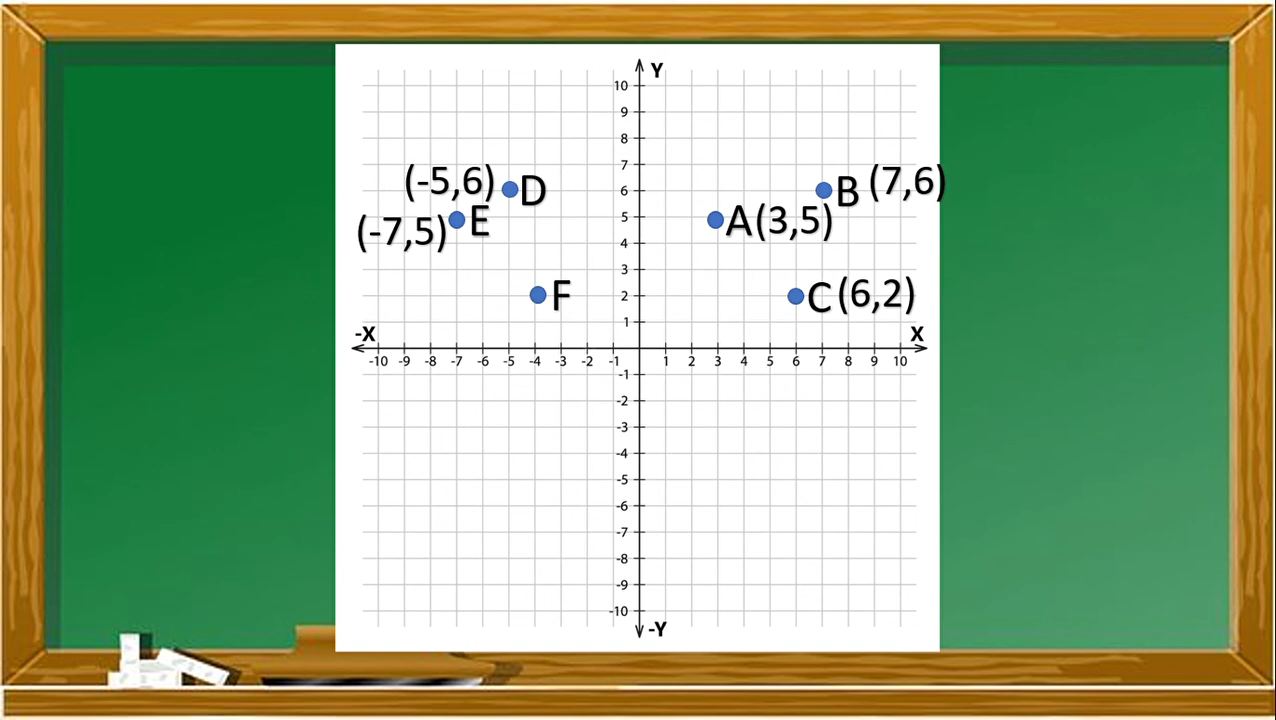 Y
10
9
8
7
(-5,6) D
B (7,6)
6
(-7,5) E
A(3,5)
5
4
3
F
C(6,2)
2
1
-X
X
-10 -9 -8 -7 -6 -5 -4 -3 -2 -1 1 2 3 4 5 6 7 8 9 10
-1
-2
-3
-4
-5
-6
-7
-8
-9
-10
-Y